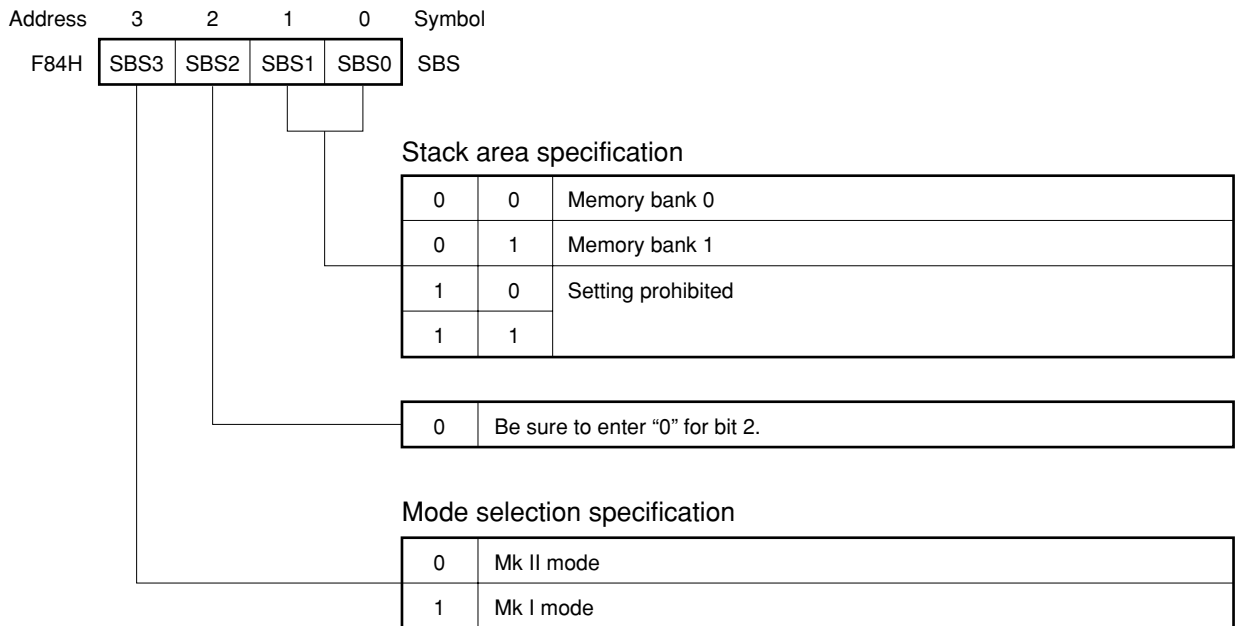 Address 3 2 1 0 Symbol
F84H SBS3 SBS2 SBS1 SBS0 SBS
Stack area specification
0 0 Memory bank 0
0 1 Memory bank 1
1 0 Setting prohibited
1 1
0 Be sure to enter “0” for bit 2.
Mode selection specification
0 Mk II mode
1 Mk I mode